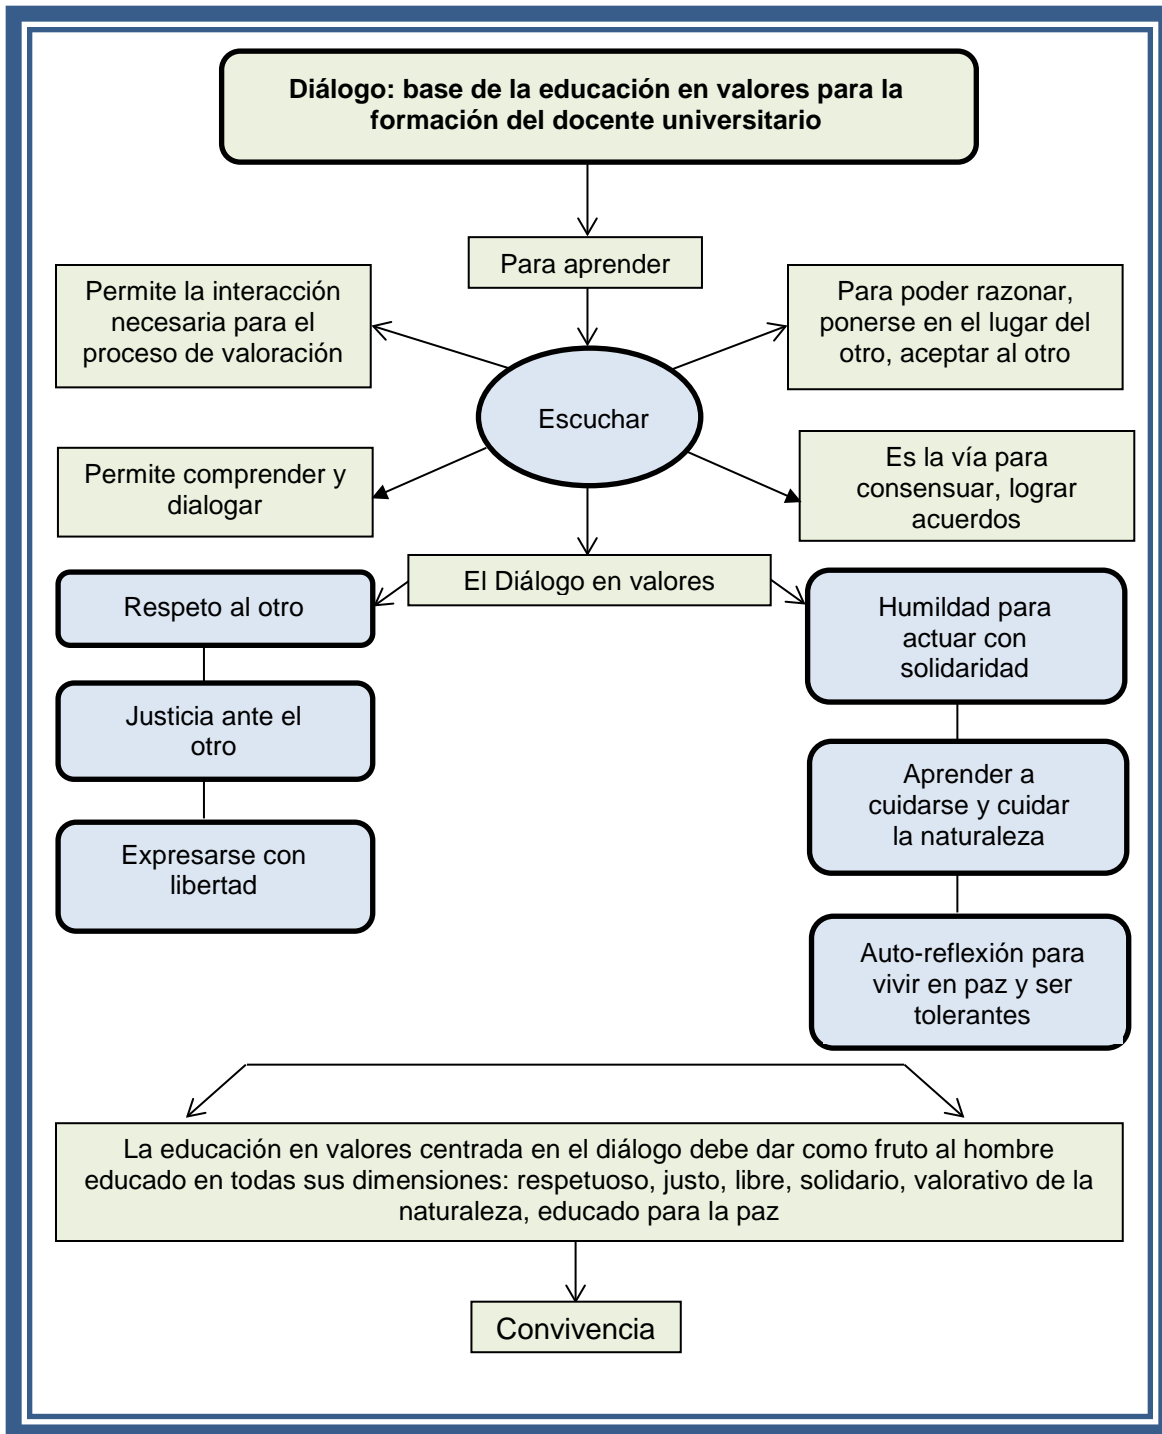 Diálogo: base de la educación en valores para la
formación del docente universitario
Para aprender
Permite la interacción
necesaria para el
proceso de valoración
Para poder razonar,
ponerse en el lugar del
otro, aceptar al otro
Escuchar
Permite comprender y
dialogar
Es la vía para
consensuar, lograr
acuerdos
El Diálogo en valores
Respeto al otro
Justicia ante el
otro
Expresarse con
libertad
Humildad para
actuar con
solidaridad
Aprender a
cuidarse y cuidar
la naturaleza
Auto-reflexión para
vivir en paz y ser
tolerantes
La educación en valores centrada en el diálogo debe dar como fruto al hombre
educado en todas sus dimensiones: respetuoso, justo, libre, solidario, valorativo de la
naturaleza, educado para la paz
Convivencia